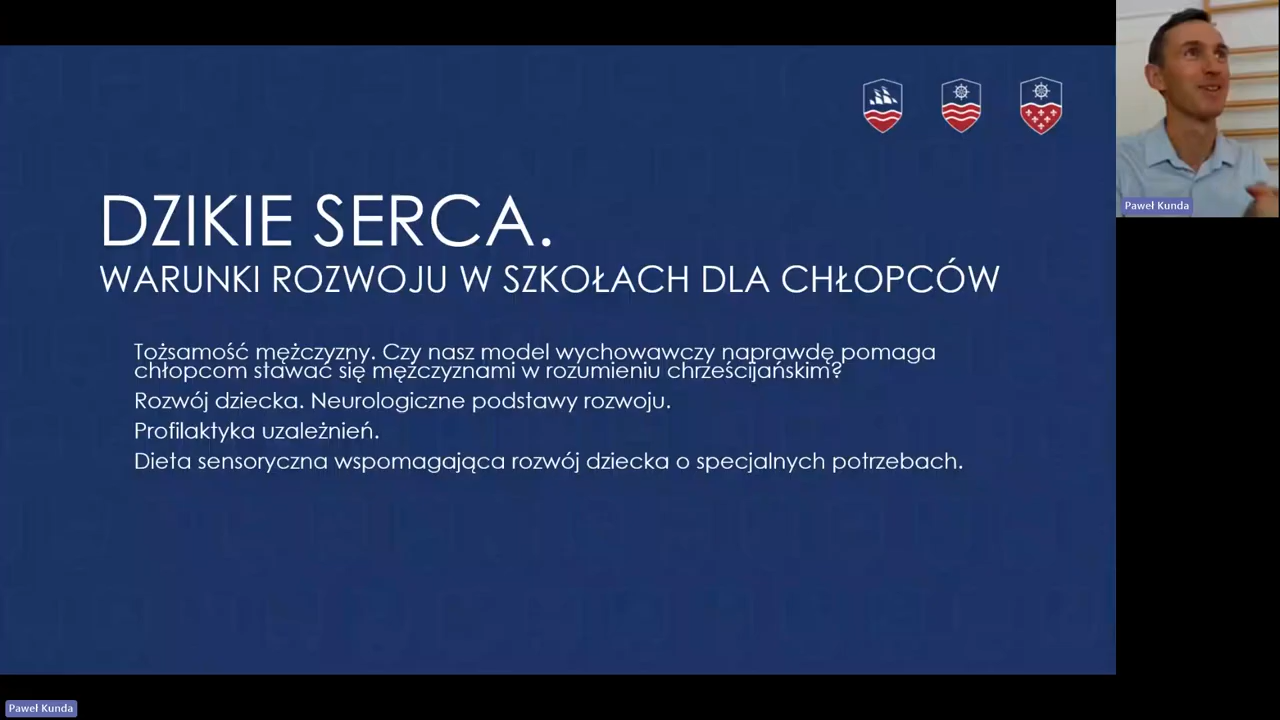 DZIKIE SERCA.
WARUNKI ROZWOJU W SZKOŁACH DLA CHŁOPCÓW
Tożsamość mężczyzny. Czy nasz model wychowawczy naprawdę pomaga
chłopcom stawać się mężczyznami w rozumieniu chrześcijańskim?
Rozwój dziecka. Neurologiczne podstawy rozwoju.
Profilaktyka uzależnień.
Dieta sensoryczna wspomagająca rozwój dziecka o specjalnych potrzebach.
Paweł Kunda
Paweł Kunda